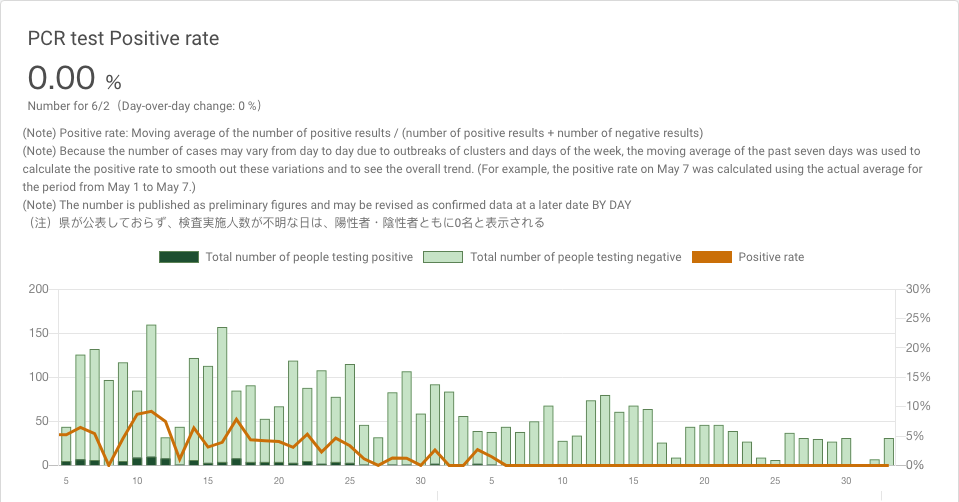 PCR test Positive rate
0.00 %
Number for 6/2（Day-over-day change: 0 %）
(Note) Positive rate: Moving average of the number of positive results / (number of positive results + number of negative results)
(Note) Because the number of cases may vary from day to day due to outbreaks of clusters and days of the week, the moving average of the past seven days was used to
calculate the positive rate to smooth out these variations and to see the overall trend. (For example, the positive rate on May 7 was calculated using the actual average for
the period from May 1 to May 7.)
(Note) The number is published as preliminary figures and may be revised as confirmed data at a later date BY DAY
（注）県が公表しておらず、検査実施人数が不明な日は、陽性者・陰性者ともに0名と表示される
Total number of people testing positive Total number of people testing negative Positive rate
200 30%
25%
150
20%
100 15%
10%
50
5%
0 0%
5 10 15 20 25 30 5 10 15 20 25 30